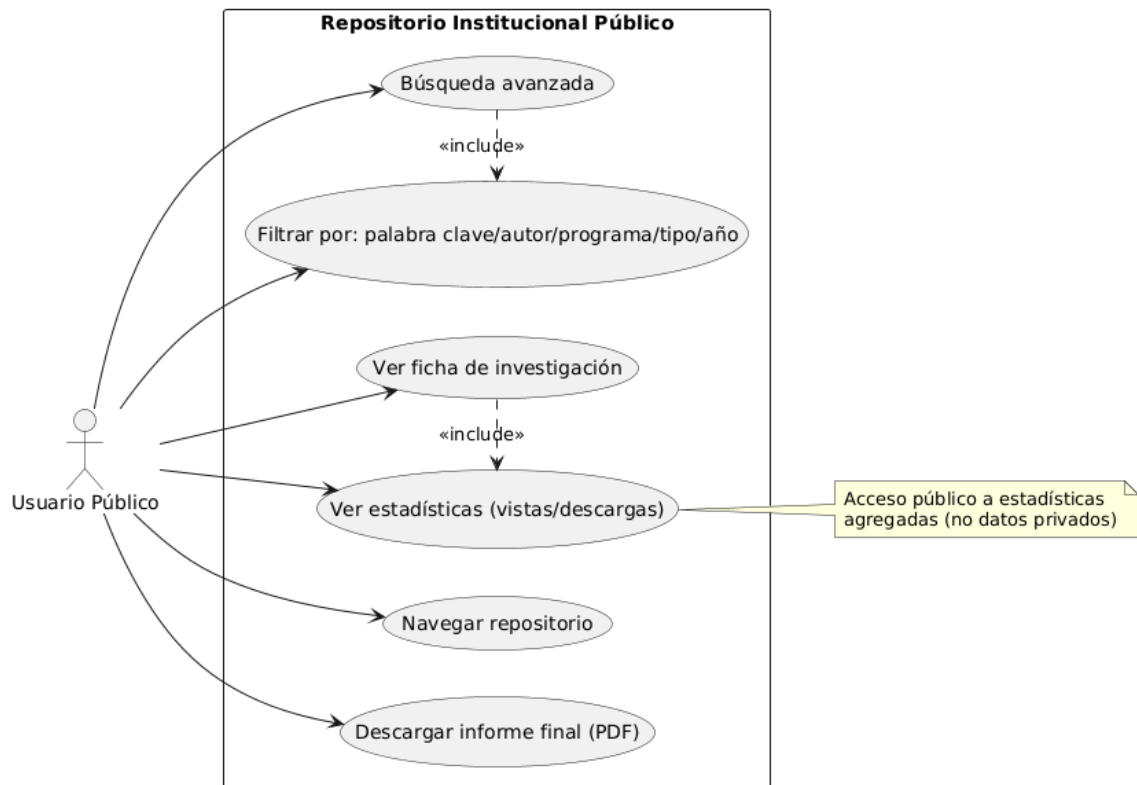 Repositorio Institucional Público
Búsqueda avanzada
«include»
Filtrar por: palabra clave/autor/programa/tipo/año
Ver ficha de investigación
«include»
Usuario Público
Ver estadísticas (vistas/descargas)
Acceso público a estadísticas
agregadas (no datos privados)
Navegar repositorio
Descargar informe final (PDF)